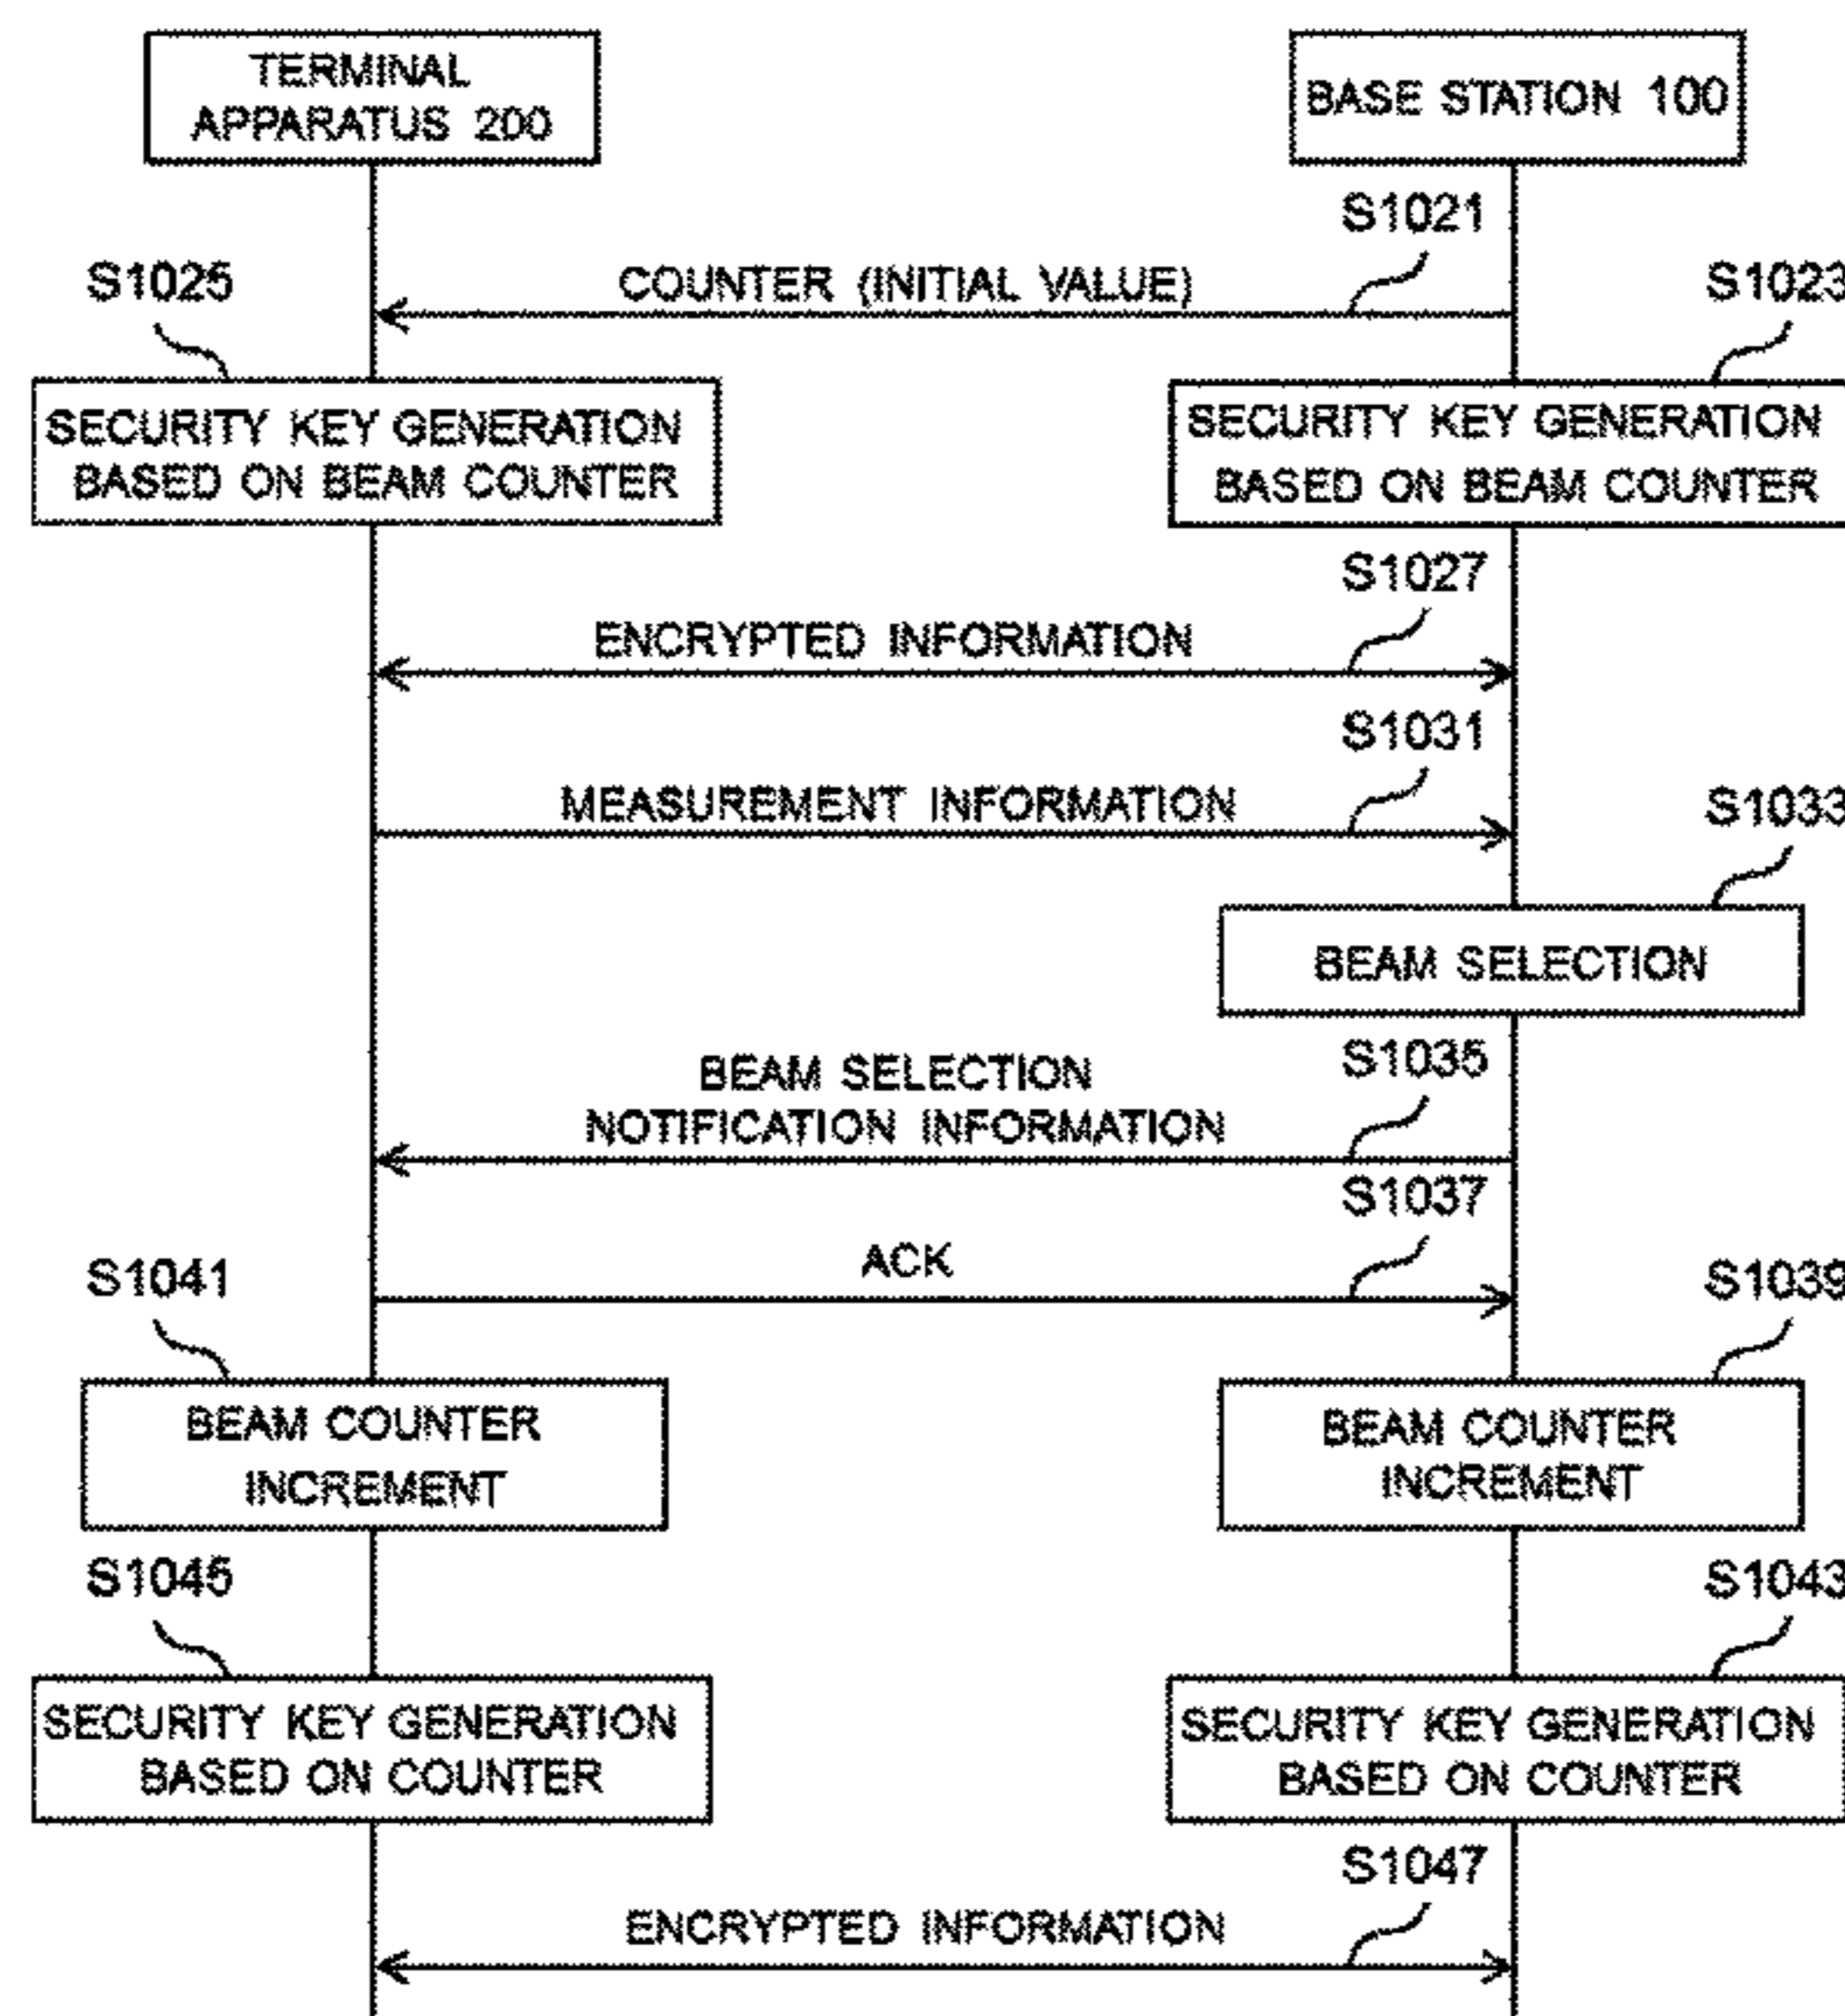 TERMINAL
APPARATUS 200
BASE STATION 100
S1021
COUNTER (INITIAL VALUE)
S1025
S1023
SECURITY KEY GENERATION
BASED ON BEAM COUNTER
SECURITY KEY GENERATION
BASED ON BEAM COUNTER
S1027
ENCRYPTED INFORMATION
S1031
MEASUREMENT INFORMATION
S1033
BEAM SELECTION
S1035
BEAM SELECTION
NOTIFICATION INFORMATION
S1037
ACK
S1041
S1039
BEAM COUNTER
INCREMENT
BEAM COUNTER
INCREMENT
S1045
S1043
SECURITY KEY GENERATION
BASED ON COUNTER
SECURITY KEY GENERATION
BASED ON COUNTER
S1047
ENCRYPTED INFORMATION